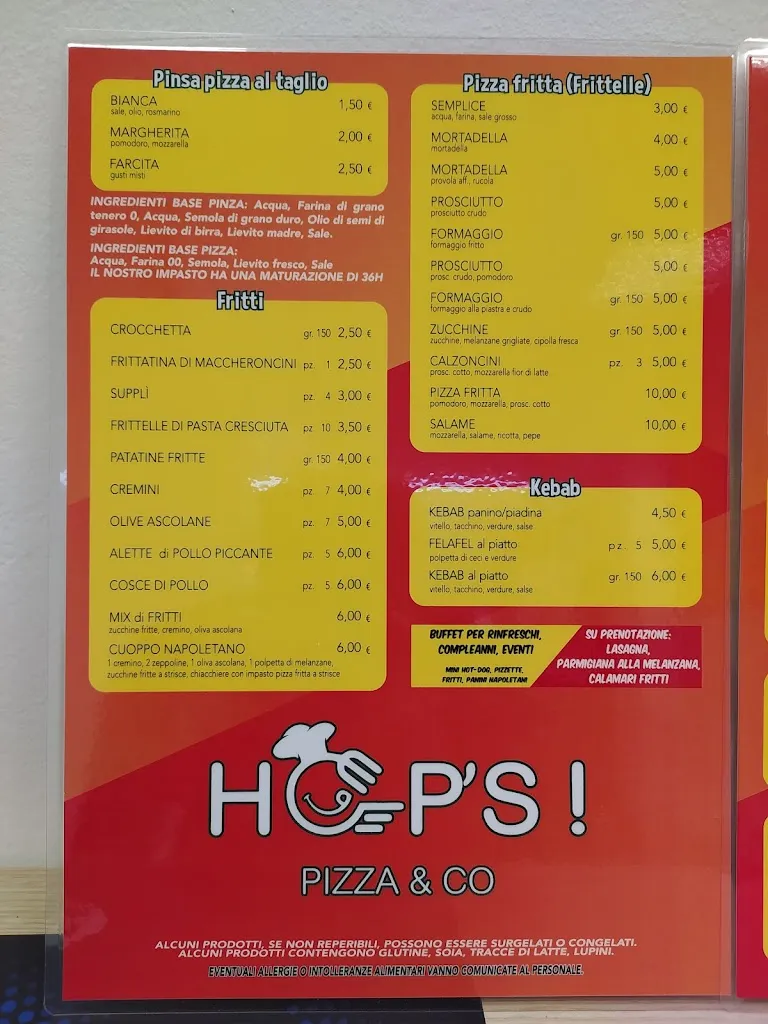 Pinsa pizza al taglio
BIANCA 1,50 €
sale, olio, rosmarino
MARGHERITA 2,00 €
pomodoro, mozzarella
FARCITA 2,50 €
gusti misti
INGREDIENTI BASE PINZA: Acqua, Farina di grano
tenero 0, Acqua, Semola di grano duro, Olio di semi di
girasole, Lievito di birra, Lievito madre, Sale.
INGREDIENTI BASE PIZZA:
Acqua, Farina 00, Semola, Lievito fresco, Sale
IL NOSTRO IMPASTO HA UNA MATURAZIONE DI 36H
Fritti
CROCCHETTA gr. 150 2,50 €
FRITTATINA DI MACCHERONCINI pz. 1 2,50 €
SUPPLÌ pz. 4 3,00 €
FRITTELLE DI PASTA CRESCIUTA pz. 10 3,50 €
PATATINE FRITTE gr. 150 4,00 €
CREMINI pz. 7 4,00 €
OLIVE ASCOLANE pz. 7 5,00 €
ALETTE di POLLO PICCANTE pz. 5 6,00 €
COSCE DI POLLO pz. 5 6,00 €
MIX di FRITTI 6,00 €
zucchine fritte, cremino, oliva ascolana
CUOPPO NAPOLETANO 6,00 €
1 cremino, 2 zeppoline, 1 oliva ascolana, 1 polpetta di melanzane,
zucchine fritte a strisce, chiacchiere con impasto pizza fritta a strisce
Pizza fritta (Frittelle)
SEMPLICE 3,00 €
acqua, farina, sale grosso
MORTADELLA 4,00 €
mortadella
MORTADELLA 5,00 €
provola aff., rucola
PROSCIUTTO 5,00 €
prosciutto crudo
FORMAGGIO gr. 150 5,00 €
formaggio fritto
PROSCIUTTO 5,00 €
prosc. crudo, pomodoro
FORMAGGIO gr. 150 5,00 €
formaggio alla piastra e crudo
ZUCCHINE gr. 150 5,00 €
zucchine, melanzane grigliate, cipolla fresca
CALZONCINI pz. 3 5,00 €
prosc. cotto, mozzarella fior di latte
PIZZA FRITTA 10,00 €
pomodoro, mozzarella, prosc. cotto
SALAME 10,00 €
mozzarella, salame, ricotta, pepe
Kebab
KEBAB panino/piadina 4,50 €
vitello, tacchino, verdure, salse
FELAFEL al piatto pz. 5 5,00 €
polpetta di ceci e verdure
KEBAB al piatto gr. 150 6,00 €
vitello, tacchino, verdure, salse
BUFFET PER RINFRESCHI,
COMPLEANNI, EVENTI
MINI HOT-DOG, PIZZETTE,
FRITTI, PANINI NAPOLETANI
SU PRENOTAZIONE:
LASAGNA,
PARMIGIANA ALLA MELANZANA,
CALAMARI FRITTI
HOP'S !
PIZZA & CO
ALCUNI PRODOTTI, SE NON REPERIBILI, POSSONO ESSERE SURGELATI O CONGELATI.
ALCUNI PRODOTTI CONTENGONO GLUTINE, SOIA, TRACCE DI LATTE, LUPINI.
EVENTUALI ALLERGIE O INTOLLERANZE ALIMENTARI VANNO COMUNICATE AL PERSONALE.